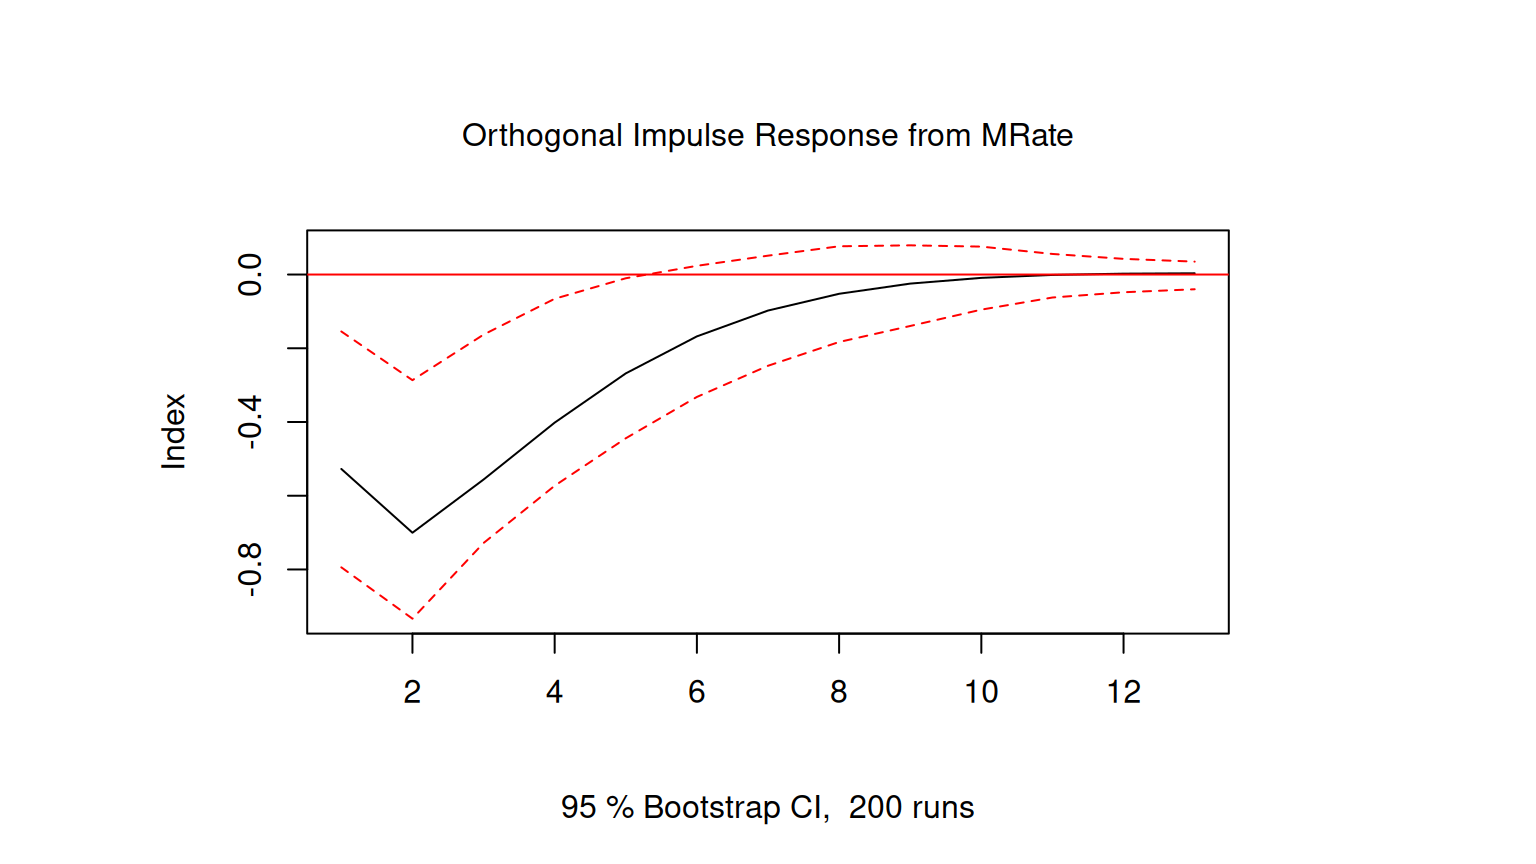 Orthogonal Impulse Response from MRate
Index
0.0
-0.4
-0.8
2 4 6 8 10 12
95 % Bootstrap CI,  200 runs